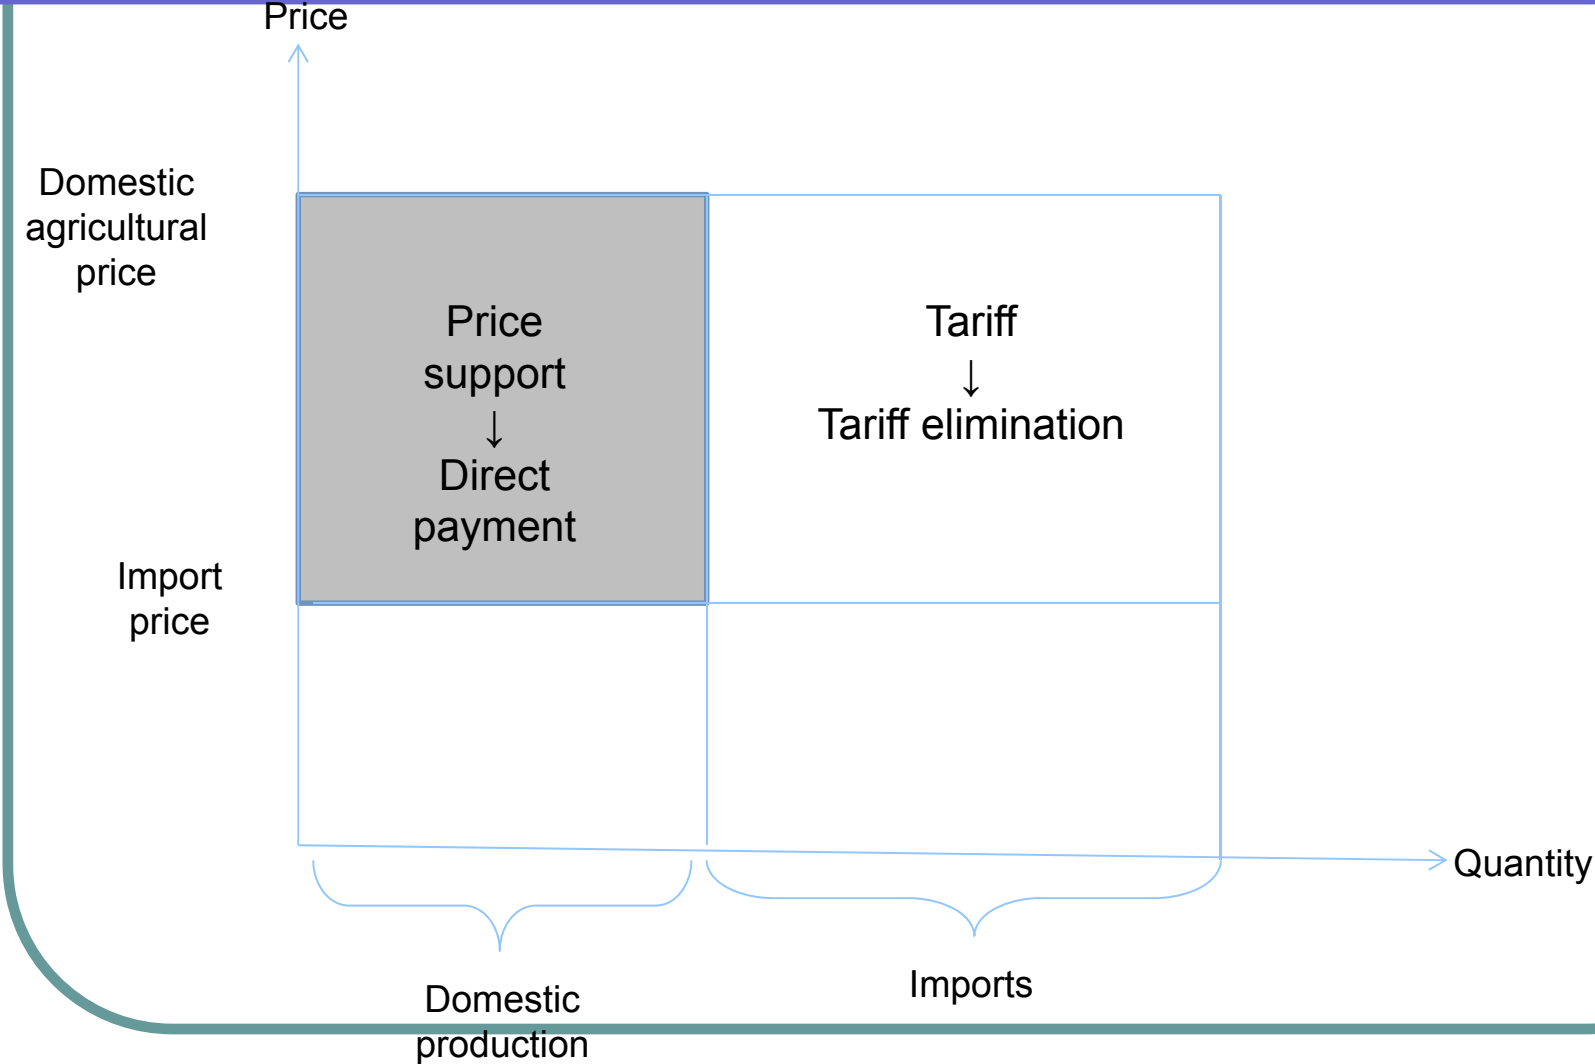 Price
Domestic
agricultural
price
Price
support
↓
Direct
payment
Tariff
↓
Tariff elimination
Import
price
Quantity
Domestic
production
Imports